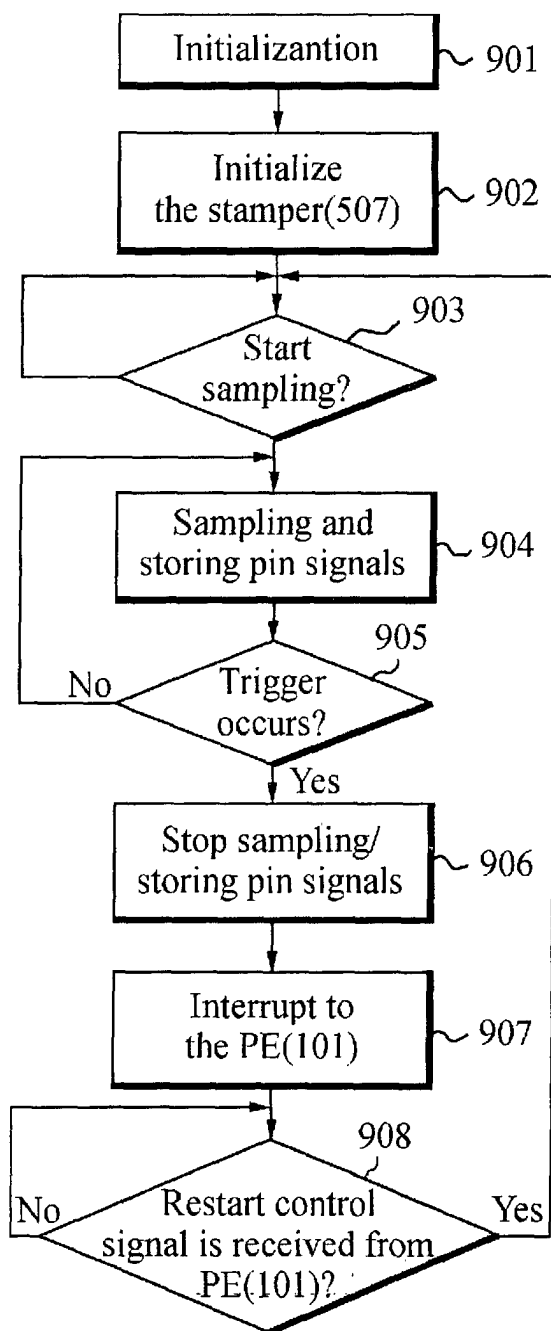 Initializantion
901
Initialize
the stamper(507)
902
903
Start
sampling?
Sampling and
storing pin signals
904
905
No
Trigger
occurs?
Yes
Stop sampling/
storing pin signals
906
Interrupt to
the PE(101)
907
908
No
Restart control
signal is received from
PE(101)?
Yes